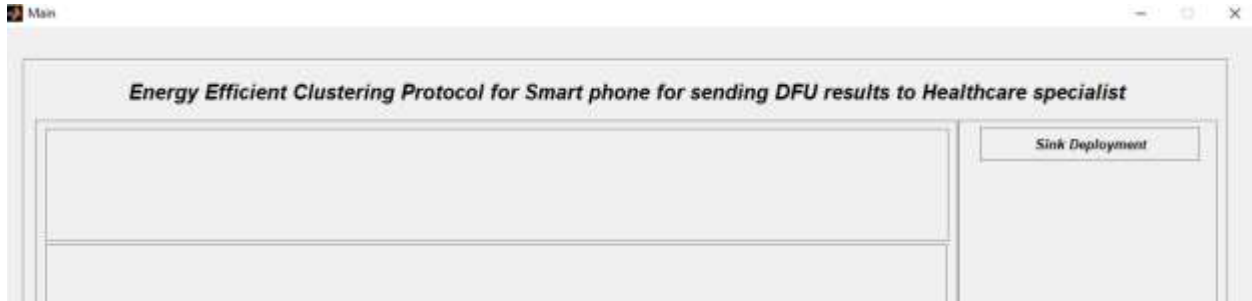 Main
Energy Efficient Clustering Protocol for Smart phone for sending DFU results to Healthcare specialist
Sink Deployment